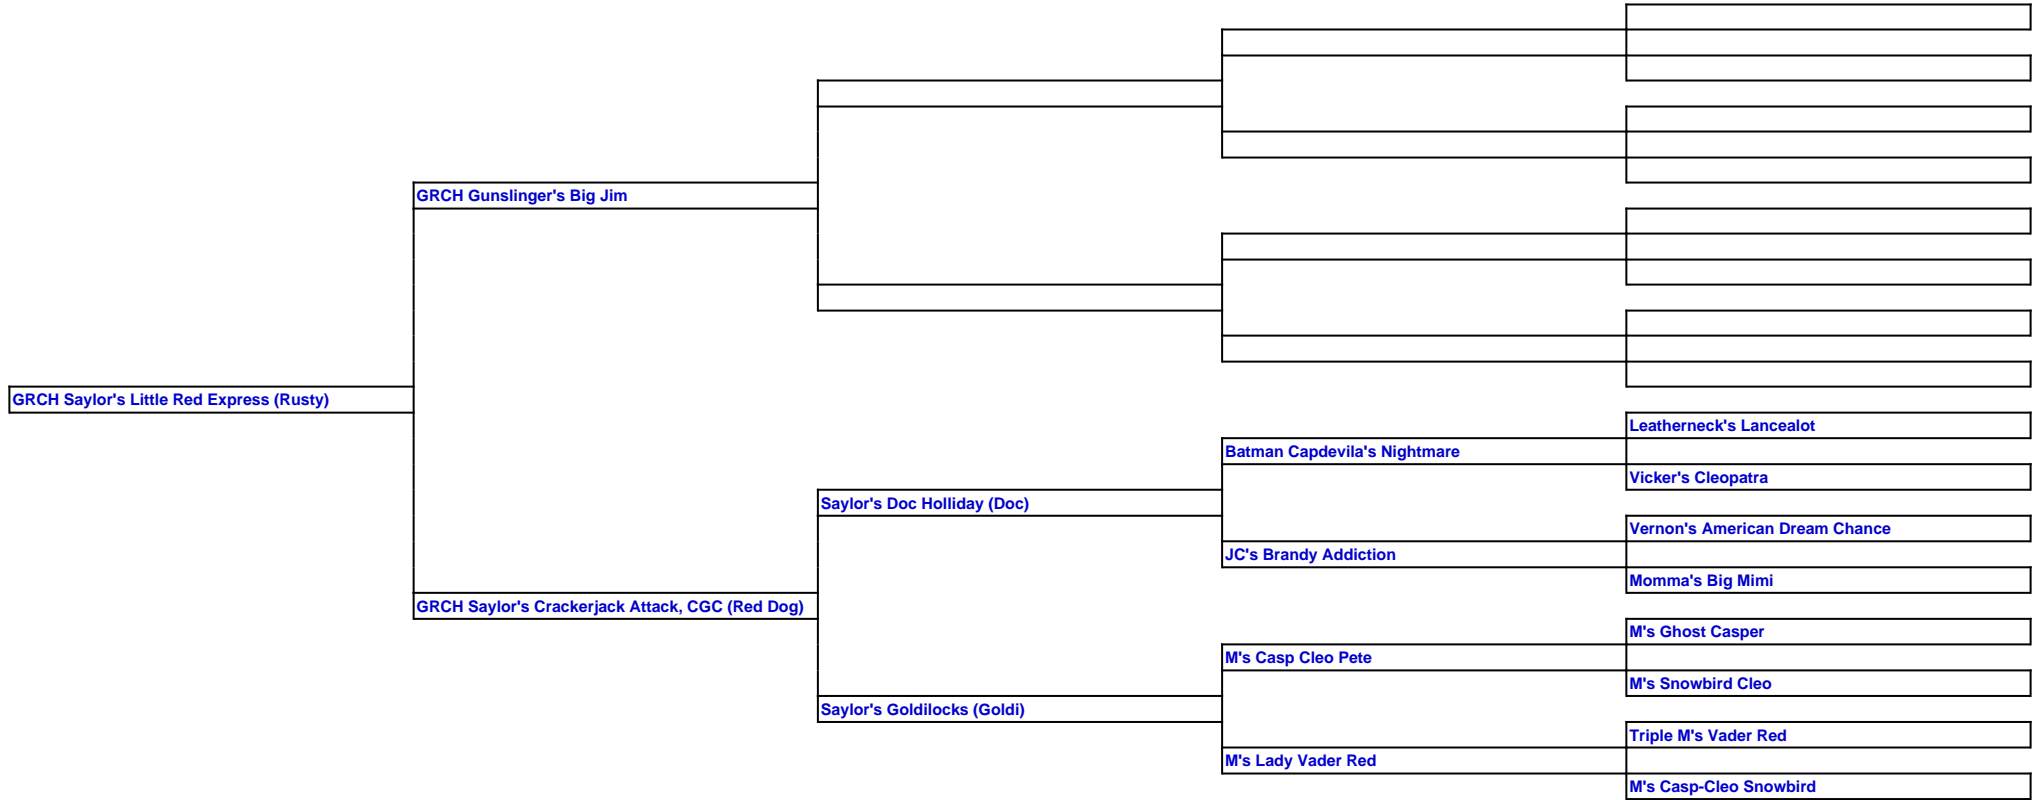 GRCH Gunslinger's Big Jim
GRCH Saylor's Little Red Express (Rusty)
Leatherneck's Lancealot
Batman Capdevila's Nightmare
Vicker's Cleopatra
Saylor's Doc Holliday (Doc)
Vernon's American Dream Chance
JC's Brandy Addiction
Momma's Big Mimi
GRCH Saylor's Crackerjack Attack, CGC (Red Dog)
M's Ghost Casper
M's Casp Cleo Pete
M's Snowbird Cleo
Saylor's Goldilocks (Goldi)
Triple M's Vader Red
M's Lady Vader Red
M's Casp-Cleo Snowbird